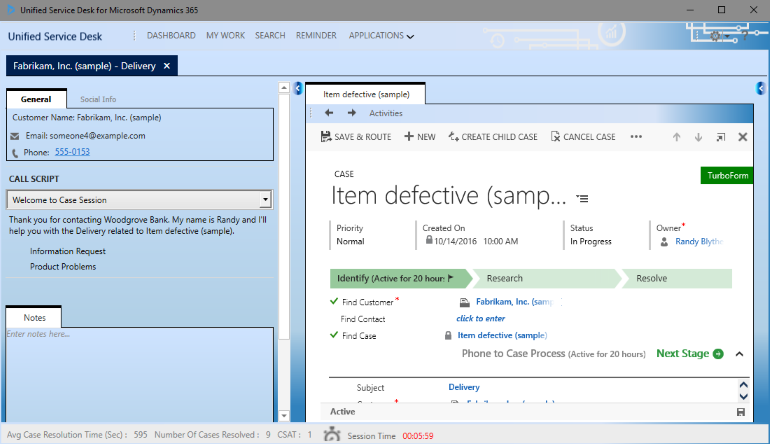 Unified Service Desk for Microsoft Dynamics 365
Unified Service Desk
DASHBOARD MY WORK SEARCH REMINDER APPLICATIONS
Fabrikam, Inc. (sample) - Delivery ×
General Social Info
Customer Name: Fabrikam, Inc. (sample)
Email: someone4@example.com
Phone: 555-0153
CALL SCRIPT
Welcome to Case Session
Thank you for contacting Woodgrove Bank. My name is Randy and I'll
help you with the Delivery related to Item defective (sample).
Information Request
Product Problems
Notes
Enter notes here...
Item defective (sample)
Activities
SAVE & ROUTE NEW CREATE CHILD CASE CANCEL CASE •••
CASE
TurboForm
Item defective (samp...
Priority Created On Status Owner*
Normal 10/14/2016 10:00 AM In Progress Randy Blythe
Identify (Active for 20 hours Research Resolve
Find Customer * Fabrikam, Inc. (samp
Find Contact click to enter
Find Case Item defective (sample)
Phone to Case Process (Active for 20 hours) Next Stage
Subject Delivery
Active
Avg Case Resolution Time (Sec) : 595 Number Of Cases Resolved : 9 CSAT : 1 Session Time 00:05:59